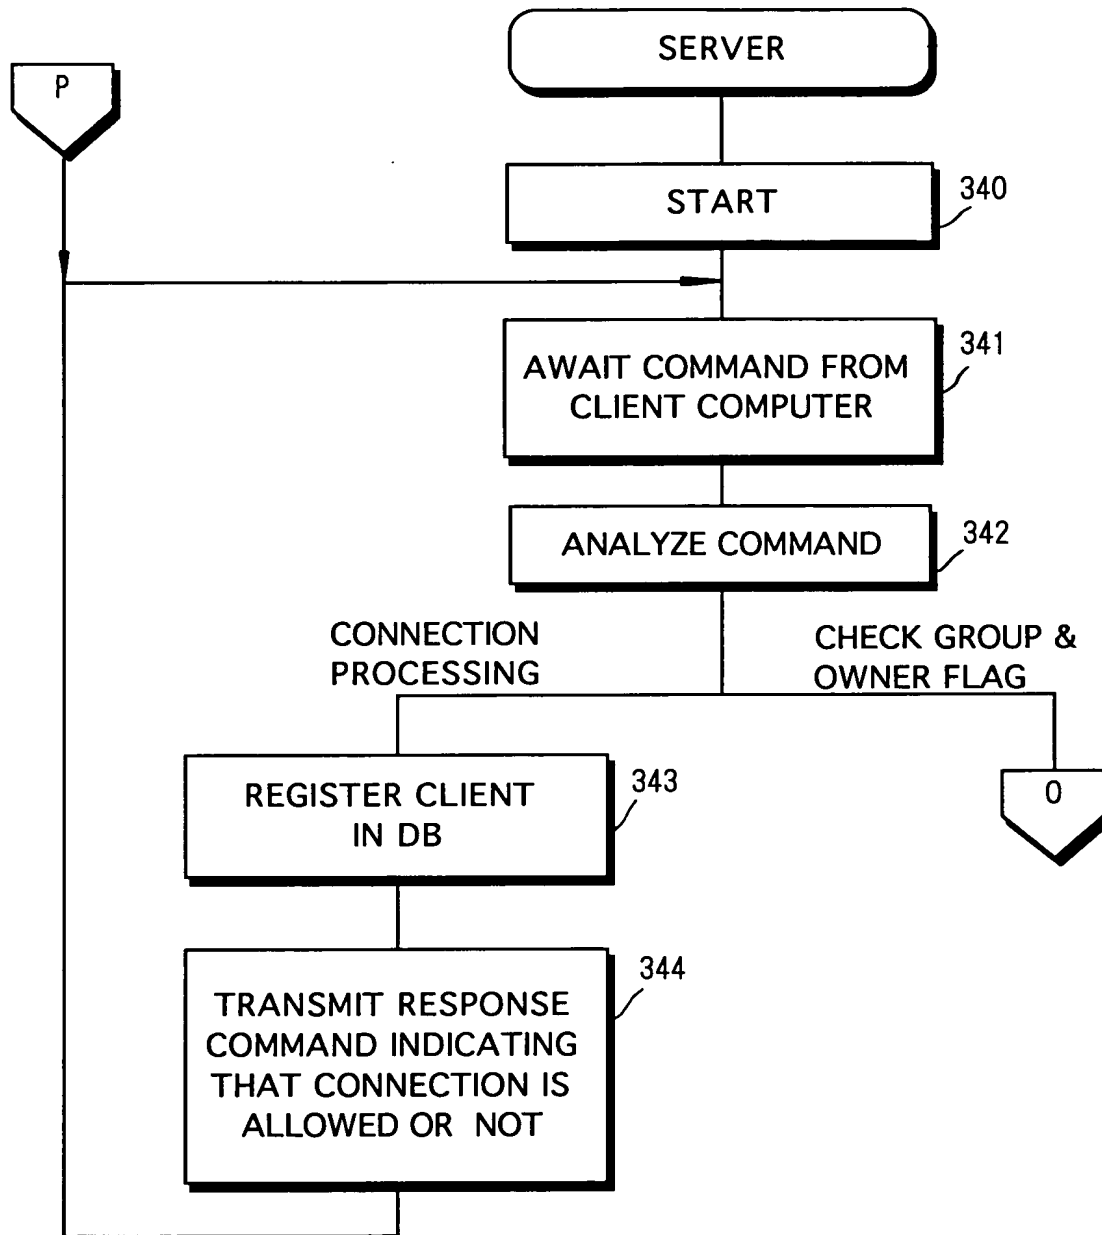 SERVER
P
START
340
AWAIT COMMAND FROM
CLIENT COMPUTER
341
ANALYZE COMMAND
342
CONNECTION
PROCESSING
CHECK GROUP &
OWNER FLAG
REGISTER CLIENT
IN DB
343
O
TRANSMIT RESPONSE
COMMAND INDICATING
THAT CONNECTION IS
ALLOWED OR NOT
344